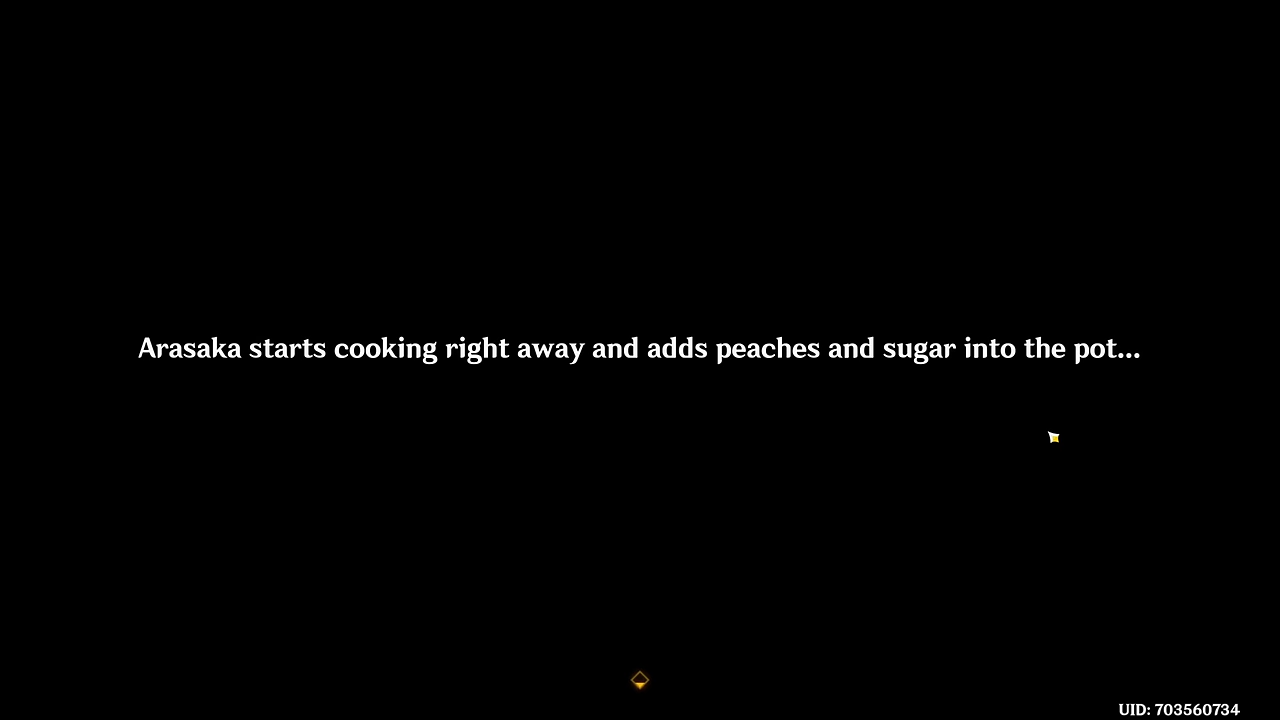 Arasaka starts cooking right away and adds peaches and sugar into the pot...
UID: 703560734